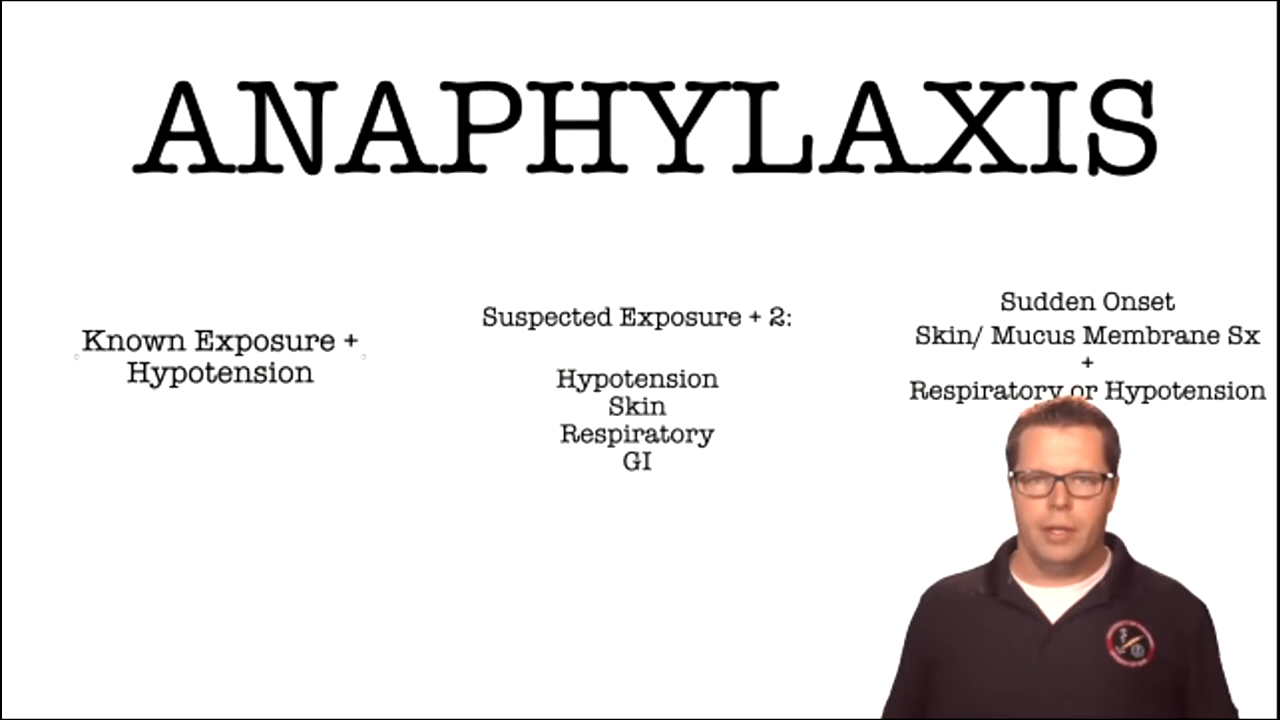 ANAPHYLAXIS
Known Exposure +
Hypotension
Suspected Exposure + 2:
Hypotension
Skin
Respiratory
GI
Sudden Onset
Skin/ Mucus Membrane Sx
+
Respiratory or Hypotension